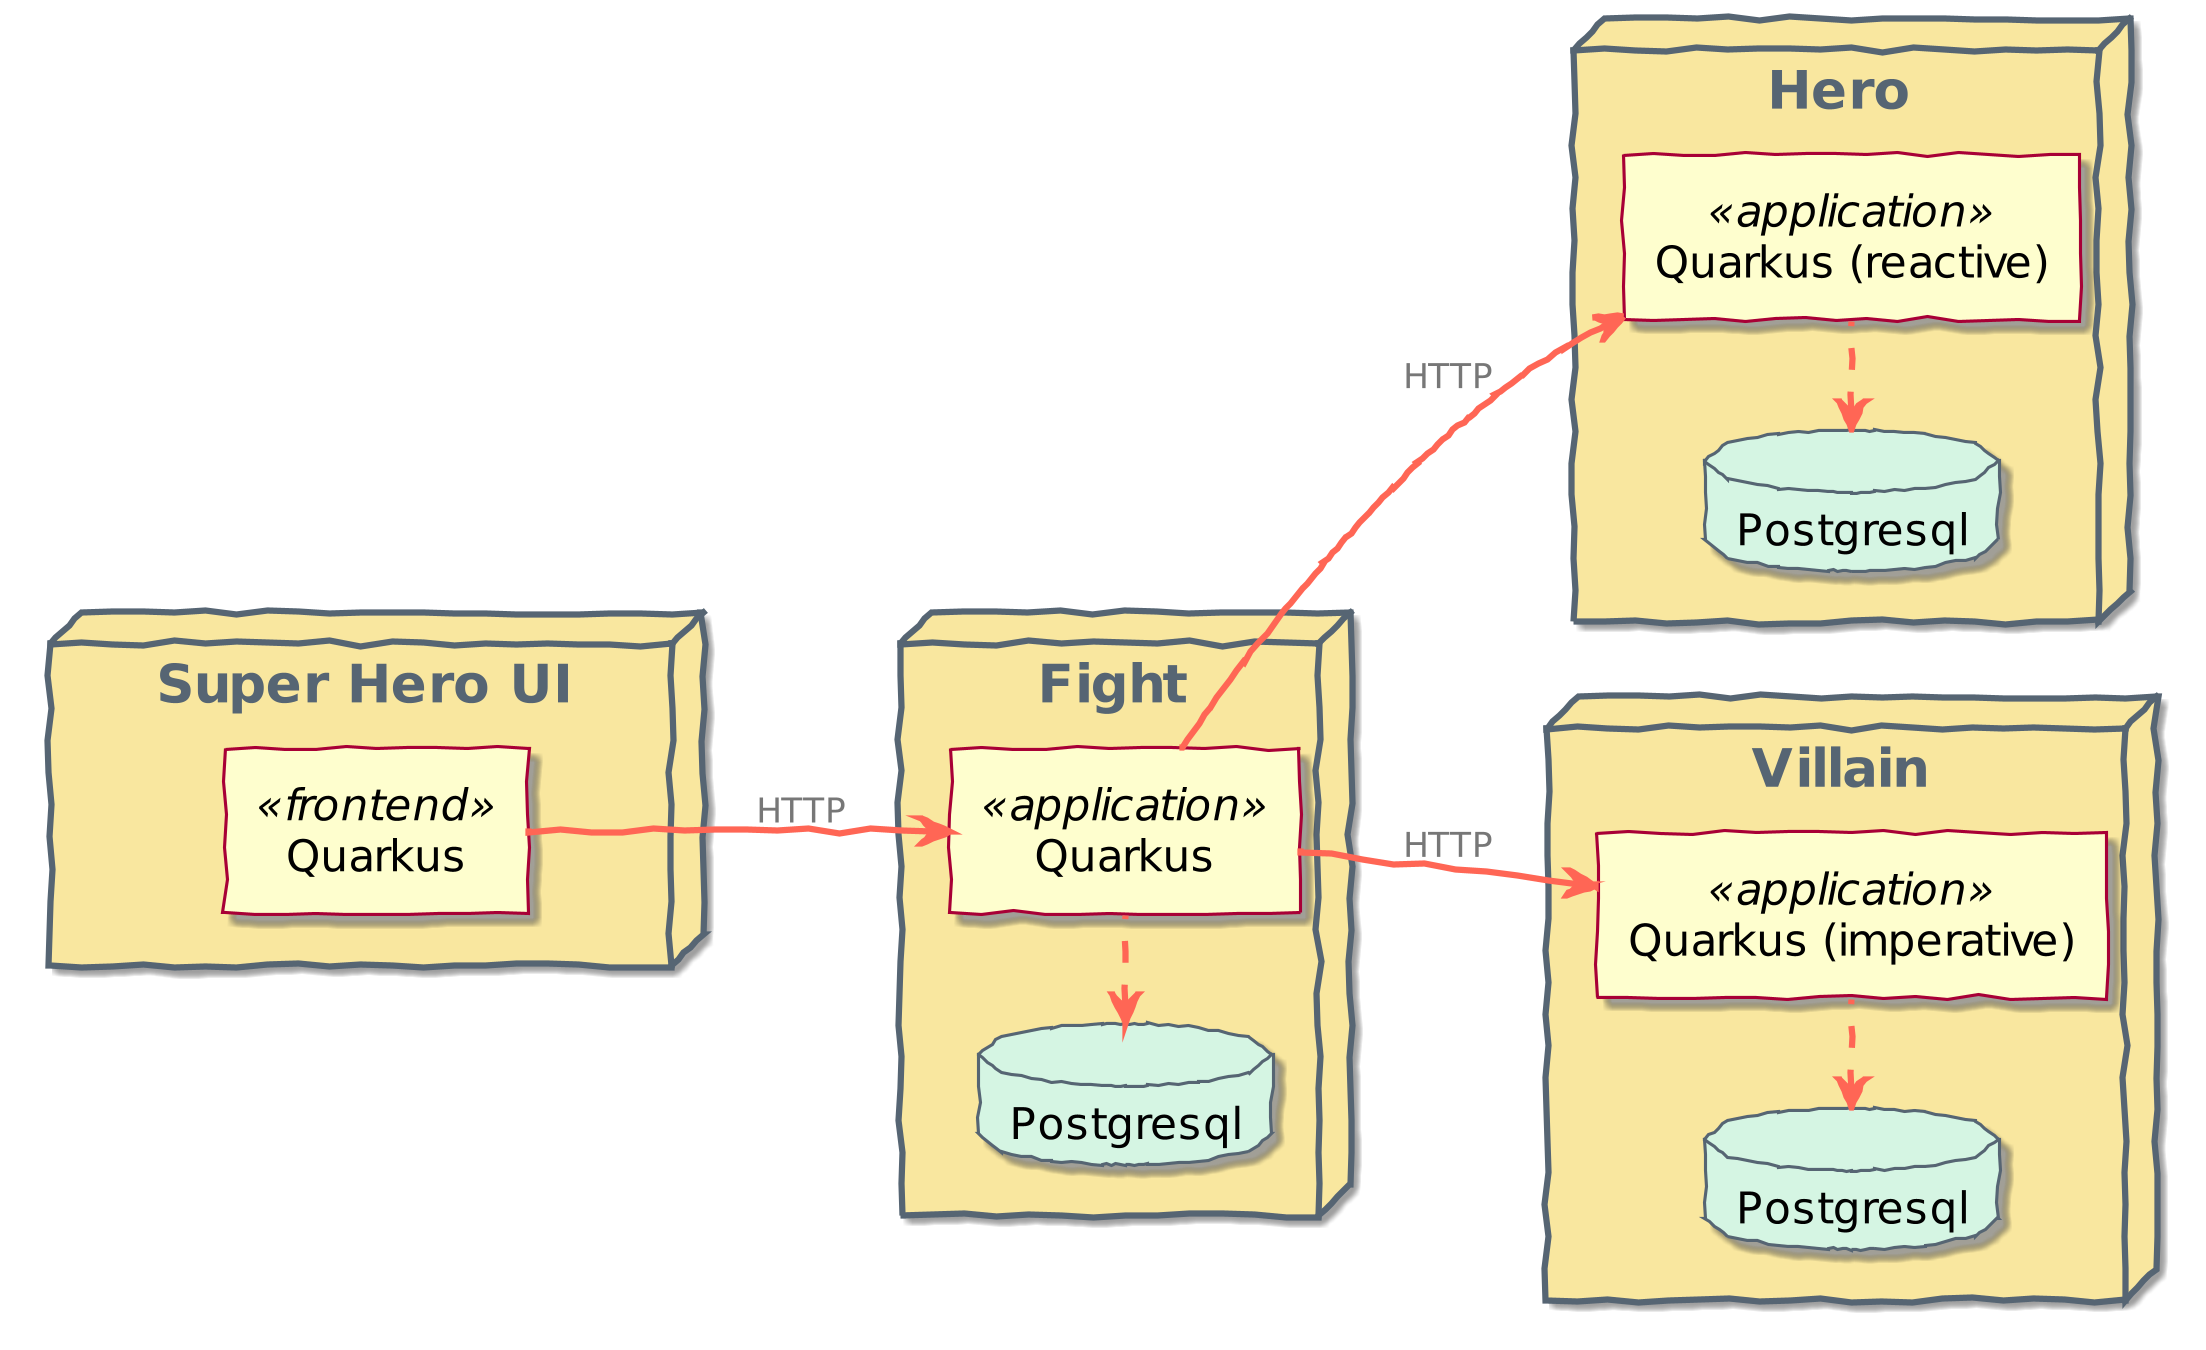 Hero
«application»
Quarkus (reactive)
HTTP
Postgresql
Super Hero UI
«frontend»
Quarkus
HTTP
Fight
«application»
Quarkus
Postgresql
HTTP
Villain
«application»
Quarkus (imperative)
Postgresql